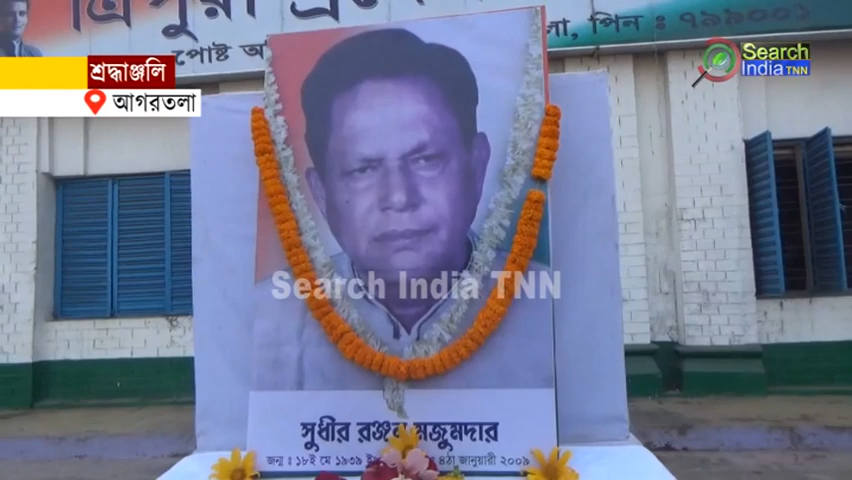 ত্রিপুরা
পোষ্ট পিন : ৭৯৯০০১
শ্রদ্ধাঞ্জলি
আগরতলা
Search
India TNN
Search India TNN
সুধীর রঞ্জন মজুমদার
জন্ম : ১৮ই মে ১৯৩৯ ৪ঠা জানুয়ারী ২০০৯